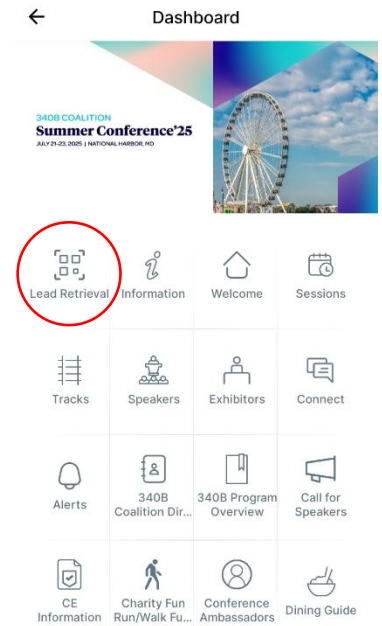 Dashboard
340B COALITION
Summer Conference'25
JULY 21-23, 2025 | NATIONAL HARBOR, MD
Lead Retrieval
Information
Welcome
Sessions
Tracks
Speakers
Exhibitors
Connect
Alerts
340B
Coalition Dir...
340B Program
Overview
Call for
Speakers
CE
Information
Charity Fun
Run/Walk Fu...
Conference
Ambassadors
Dining Guide